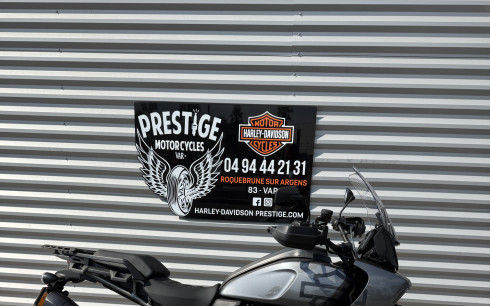 PRESTIGE
MOTORCYCLES
VAR
MOTOR
HARLEY-DAVIDSON
CYCLES
04 94 44 21 31
ROQUEBRUNE SUR ARGENS
83 - VAR
HARLEY-DAVIDSON PRESTIGE.COM